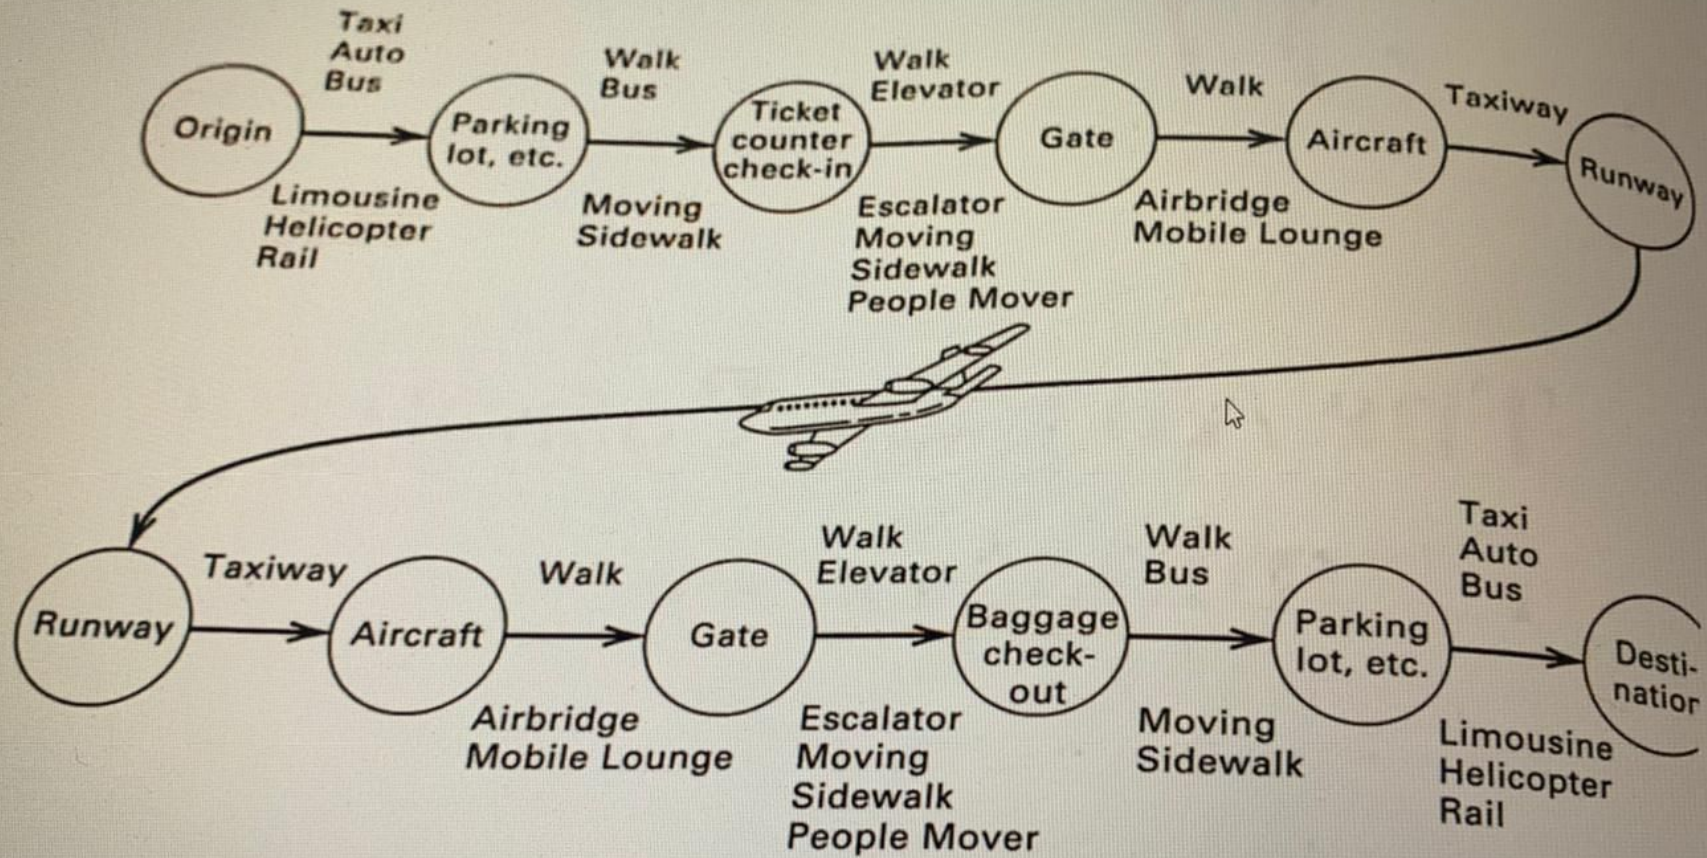 Taxi
Auto
Bus
Origin
Limousine
Helicopter
Rail
Parking
lot, etc.
Walk
Bus
Moving
Sidewalk
Ticket
counter
check-in
Walk
Elevator
Escalator
Moving
Sidewalk
People Mover
Gate
Walk
Airbridge
Mobile Lounge
Aircraft
Taxiway
Runway
Runway
Taxiway
Aircraft
Walk
Airbridge
Mobile Lounge
Gate
Walk
Elevator
Escalator
Moving
Sidewalk
People Mover
Baggage
check-
out
Walk
Bus
Moving
Sidewalk
Parking
lot, etc.
Taxi
Auto
Bus
Limousine
Helicopter
Rail
Desti-
nation